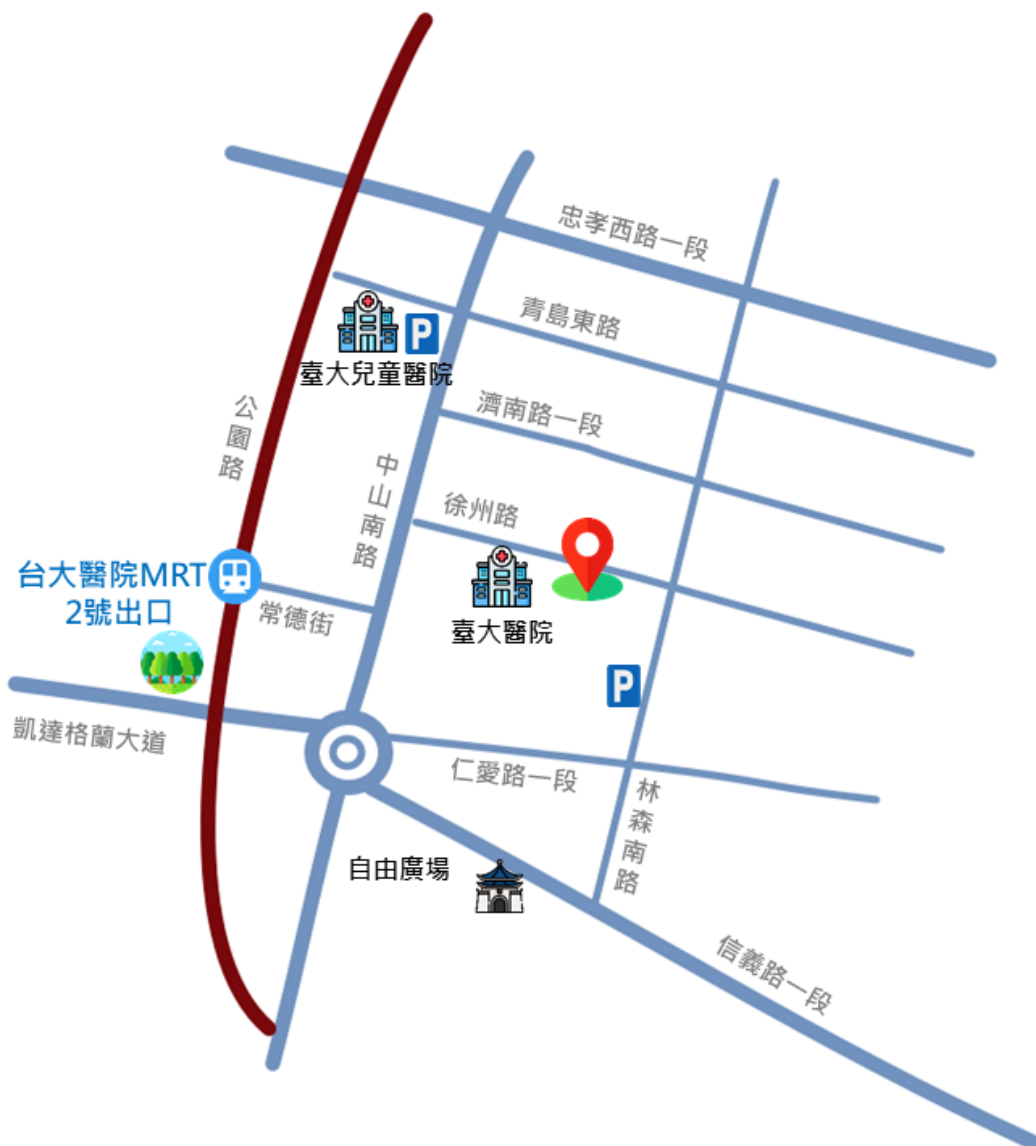 忠孝西路一段
青島東路
P
臺大兒童醫院
濟南路一段
公園路
中山南路
徐州路
台大醫院MRT
2號出口
常德街
臺大醫院
P
凱達格蘭大道
仁愛路一段
林森南路
自由廣場
信義路一段